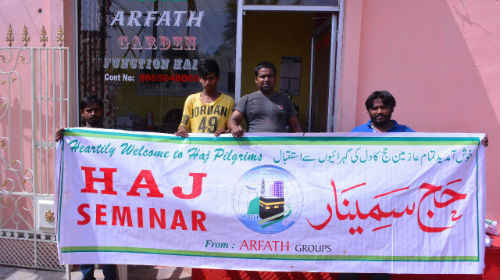 ARFATH
GARDEN
FUNCTION HALL
Cont No:
JORDAN
49
Heartily Welcome to Haj Pilgrims
خوش آمدید تمام عازمین حج کا دل کی گہرائیوں سے استقبال
HAJ
SEMINAR
حج سمینار
From : ARFATH GROUPS